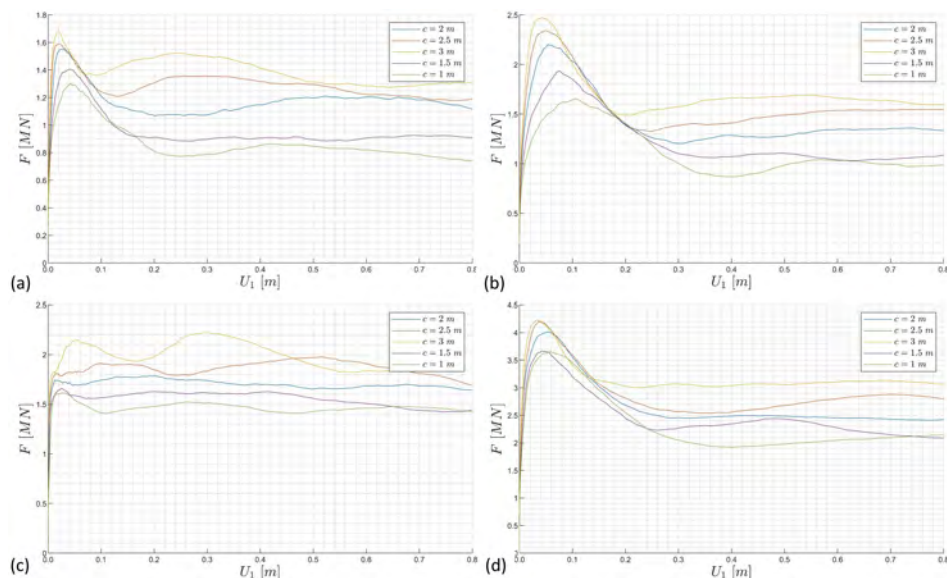 1.8
1.6
1.4
1.2
1
0.8
0.6
0.4
0.2
0
F [MN]
0.0 0.1 0.2 0.3 0.4 0.5 0.6 0.7 0.8
U₁ [m]
c = 2 m
c = 2.5 m
c = 3 m
c = 1.5 m
c = 1 m
(a)
2.5
2
1.5
1
0.5
0
F [MN]
0.0 0.1 0.2 0.3 0.4 0.5 0.6 0.7 0.8
U₁ [m]
c = 2 m
c = 2.5 m
c = 3 m
c = 1.5 m
c = 1 m
(b)
2.5
2
1.5
1
0.5
0
F [MN]
0.0 0.1 0.2 0.3 0.4 0.5 0.6 0.7 0.8
U₁ [m]
c = 2 m
c = 2.5 m
c = 3 m
c = 1.5 m
c = 1 m
(c)
4.5
4
3.5
3.0
2.5
2.0
1.5
1.0
0.5
0
F [MN]
0.0 0.1 0.2 0.3 0.4 0.5 0.6 0.7 0.8
U₁ [m]
c = 2 m
c = 2.5 m
c = 3 m
c = 1.5 m
c = 1 m
(d)